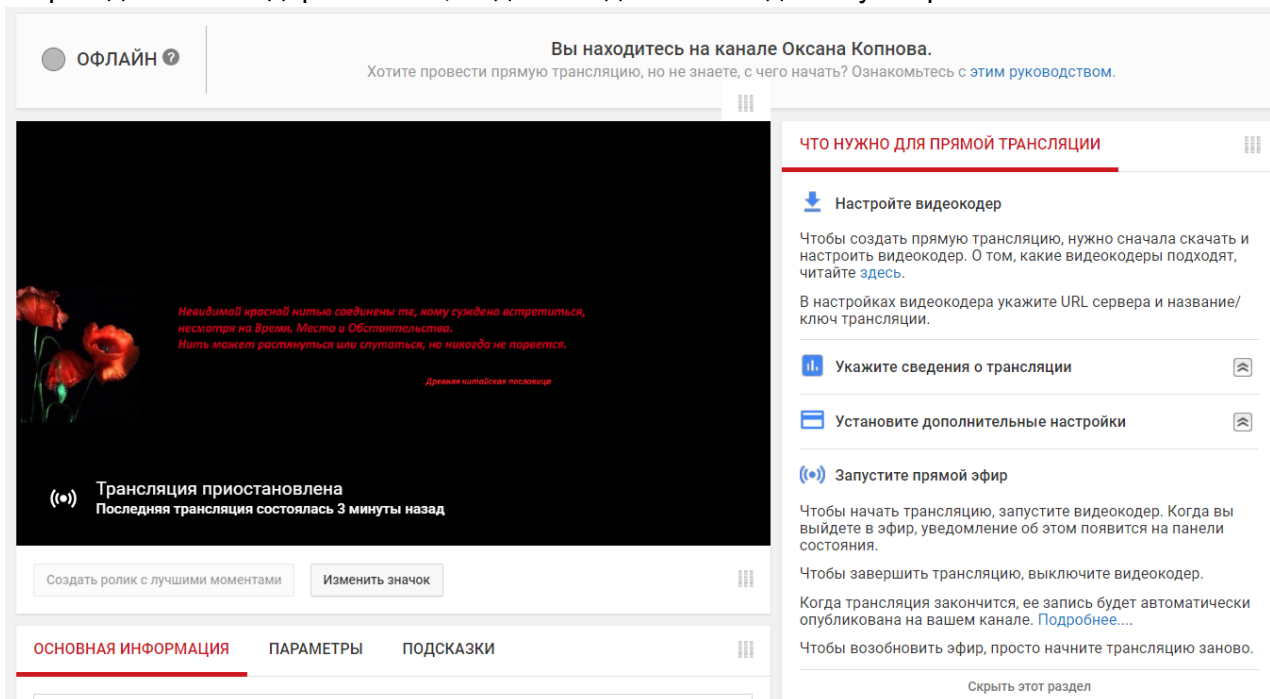 ОФЛАЙН ?
Вы находитесь на канале Оксана Копнова.
Хотите провести прямую трансляцию, но не знаете, с чего начать? Ознакомьтесь с этим руководством.
Невидимой красной нитью соединены те, кому суждено встретиться,
несмотря на Время, Место и Обстоятельства.
Нить может растянуться или спутаться, но никогда не порвется.
Древняя китайская пословица
Трансляция приостановлена
Последняя трансляция состоялась 3 минуты назад
Создать ролик с лучшими моментами
Изменить значок
ОСНОВНАЯ ИНФОРМАЦИЯ
ПАРАМЕТРЫ
ПОДСКАЗКИ
ЧТО НУЖНО ДЛЯ ПРЯМОЙ ТРАНСЛЯЦИИ
Настройте видеокодер
Чтобы создать прямую трансляцию, нужно сначала скачать и
настроить видеокодер. О том, какие видеокодеры подходят,
читайте здесь.
В настройках видеокодера укажите URL сервера и название/
ключ трансляции.
Укажите сведения о трансляции
Установите дополнительные настройки
Запустите прямой эфир
Чтобы начать трансляцию, запустите видеокодер. Когда вы
выйдете в эфир, уведомление об этом появится на панели
состояния.
Чтобы завершить трансляцию, выключите видеокодер.
Когда трансляция закончится, ее запись будет автоматически
опубликована на вашем канале. Подробнее....
Чтобы возобновить эфир, просто начните трансляцию заново.
Скрыть этот раздел